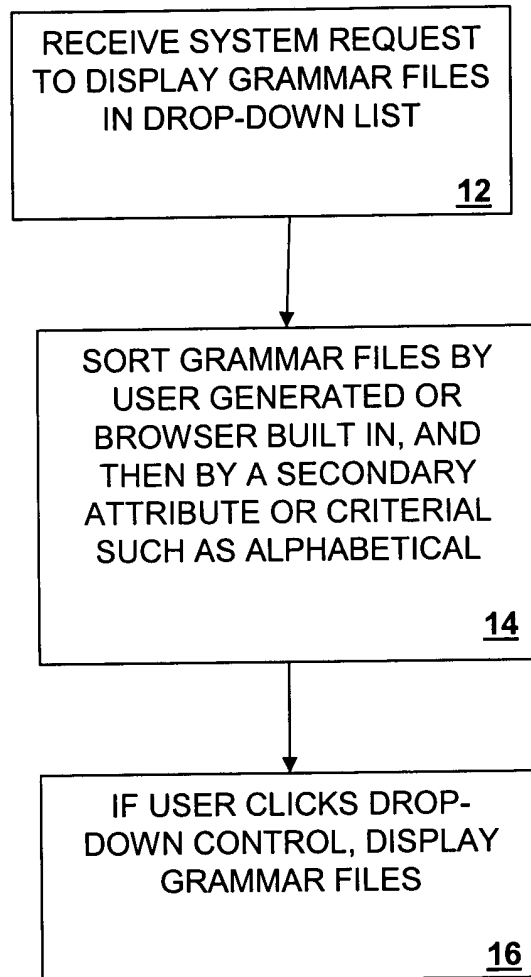 RECEIVE SYSTEM REQUEST
TO DISPLAY GRAMMAR FILES
IN DROP-DOWN LIST
12
SORT GRAMMAR FILES BY
USER GENERATED OR
BROWSER BUILT IN, AND
THEN BY A SECONDARY
ATTRIBUTE OR CRITERIAL
SUCH AS ALPHABETICAL
14
IF USER CLICKS DROP-
DOWN CONTROL, DISPLAY
GRAMMAR FILES
16